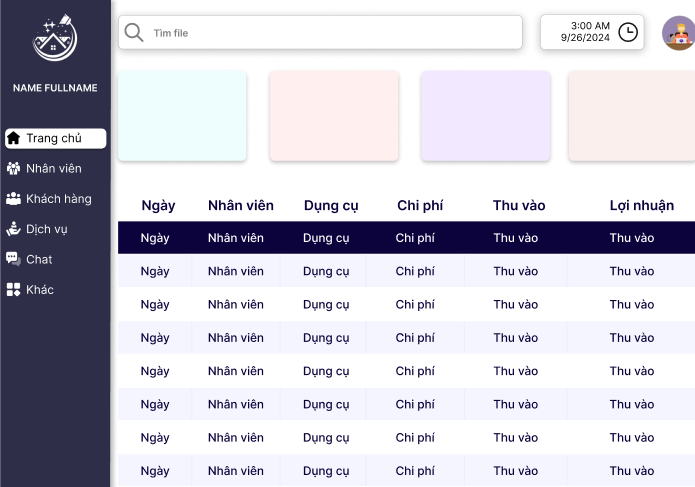 NAME FULLNAME
Trang chủ
Nhân viên
Khách hàng
Dịch vụ
Chat
Khác
Tìm file
3:00 AM
9/26/2024
Ngày Nhân viên Dụng cụ Chi phí Thu vào Lợi nhuận
Ngày Nhân viên Dụng cụ Chi phí Thu vào Thu vào
Ngày Nhân viên Dụng cụ Chi phí Thu vào Thu vào
Ngày Nhân viên Dụng cụ Chi phí Thu vào Thu vào
Ngày Nhân viên Dụng cụ Chi phí Thu vào Thu vào
Ngày Nhân viên Dụng cụ Chi phí Thu vào Thu vào
Ngày Nhân viên Dụng cụ Chi phí Thu vào Thu vào
Ngày Nhân viên Dụng cụ Chi phí Thu vào Thu vào
Ngày Nhân viên Dụng cụ Chi phí Thu vào Thu vào